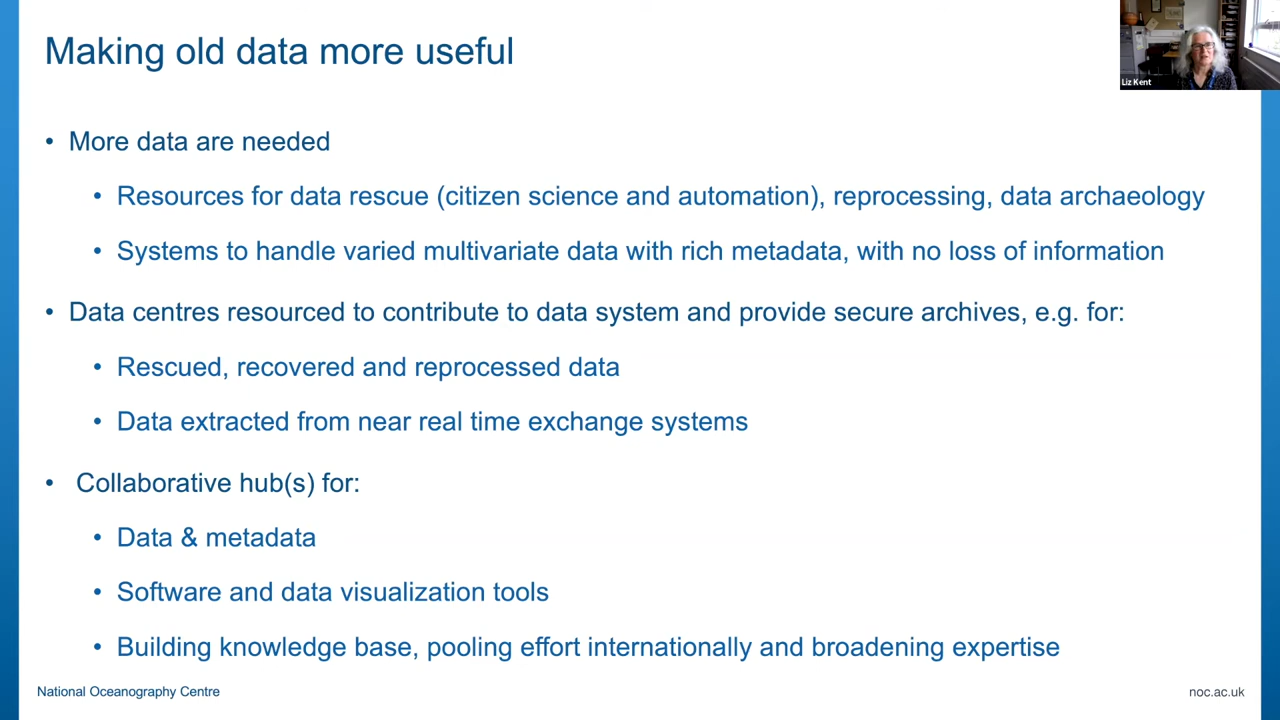 Making old data more useful
Liz Kent
• More data are needed
• Resources for data rescue (citizen science and automation), reprocessing, data archaeology
• Systems to handle varied multivariate data with rich metadata, with no loss of information
• Data centres resourced to contribute to data system and provide secure archives, e.g. for:
• Rescued, recovered and reprocessed data
• Data extracted from near real time exchange systems
• Collaborative hub(s) for:
• Data & metadata
• Software and data visualization tools
• Building knowledge base, pooling effort internationally and broadening expertise
National Oceanography Centre
noc.ac.uk